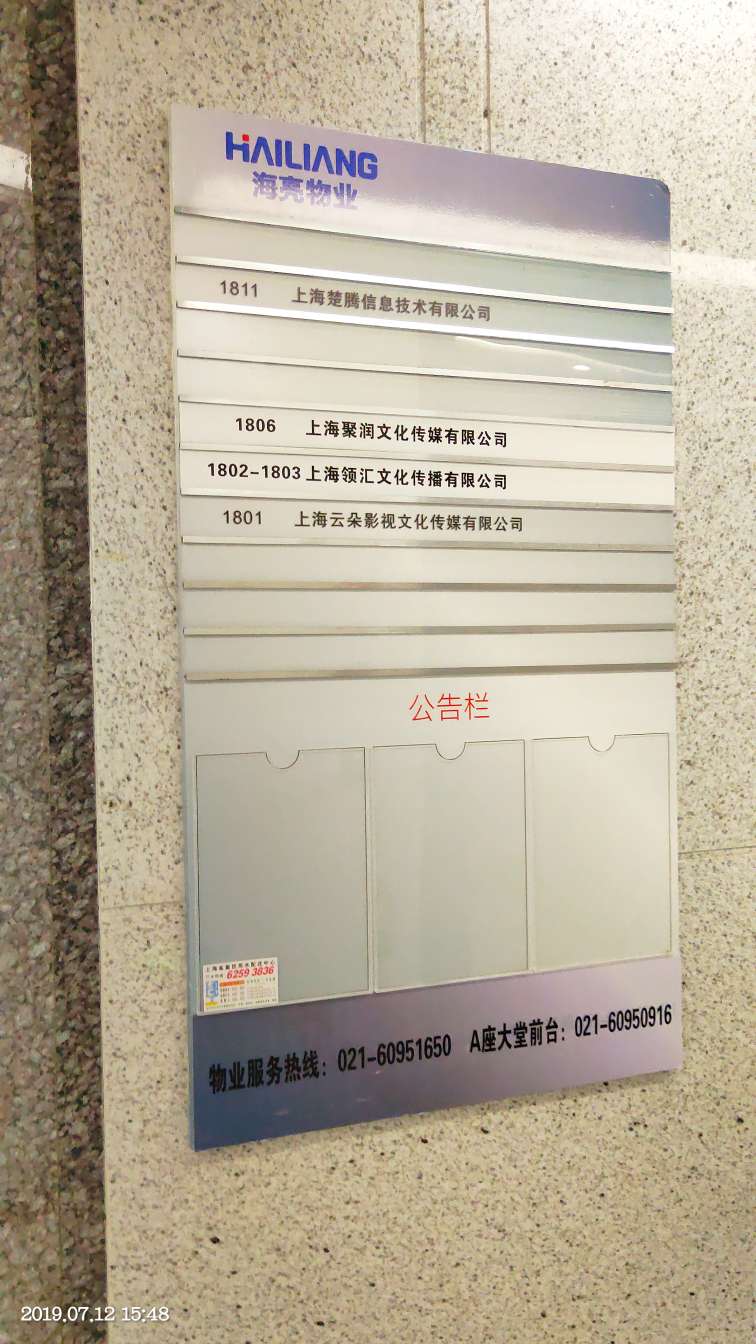 HAILIANG
海亮物业
1811 上海楚腾信息技术有限公司
1806 上海聚润文化传媒有限公司
1802-1803 上海领汇文化传播有限公司
1801 上海云朵影视文化传媒有限公司
公告栏
6259 3836
物业服务热线：021-60951650 A座大堂前台：021-60950916
2019.07.12 15:48